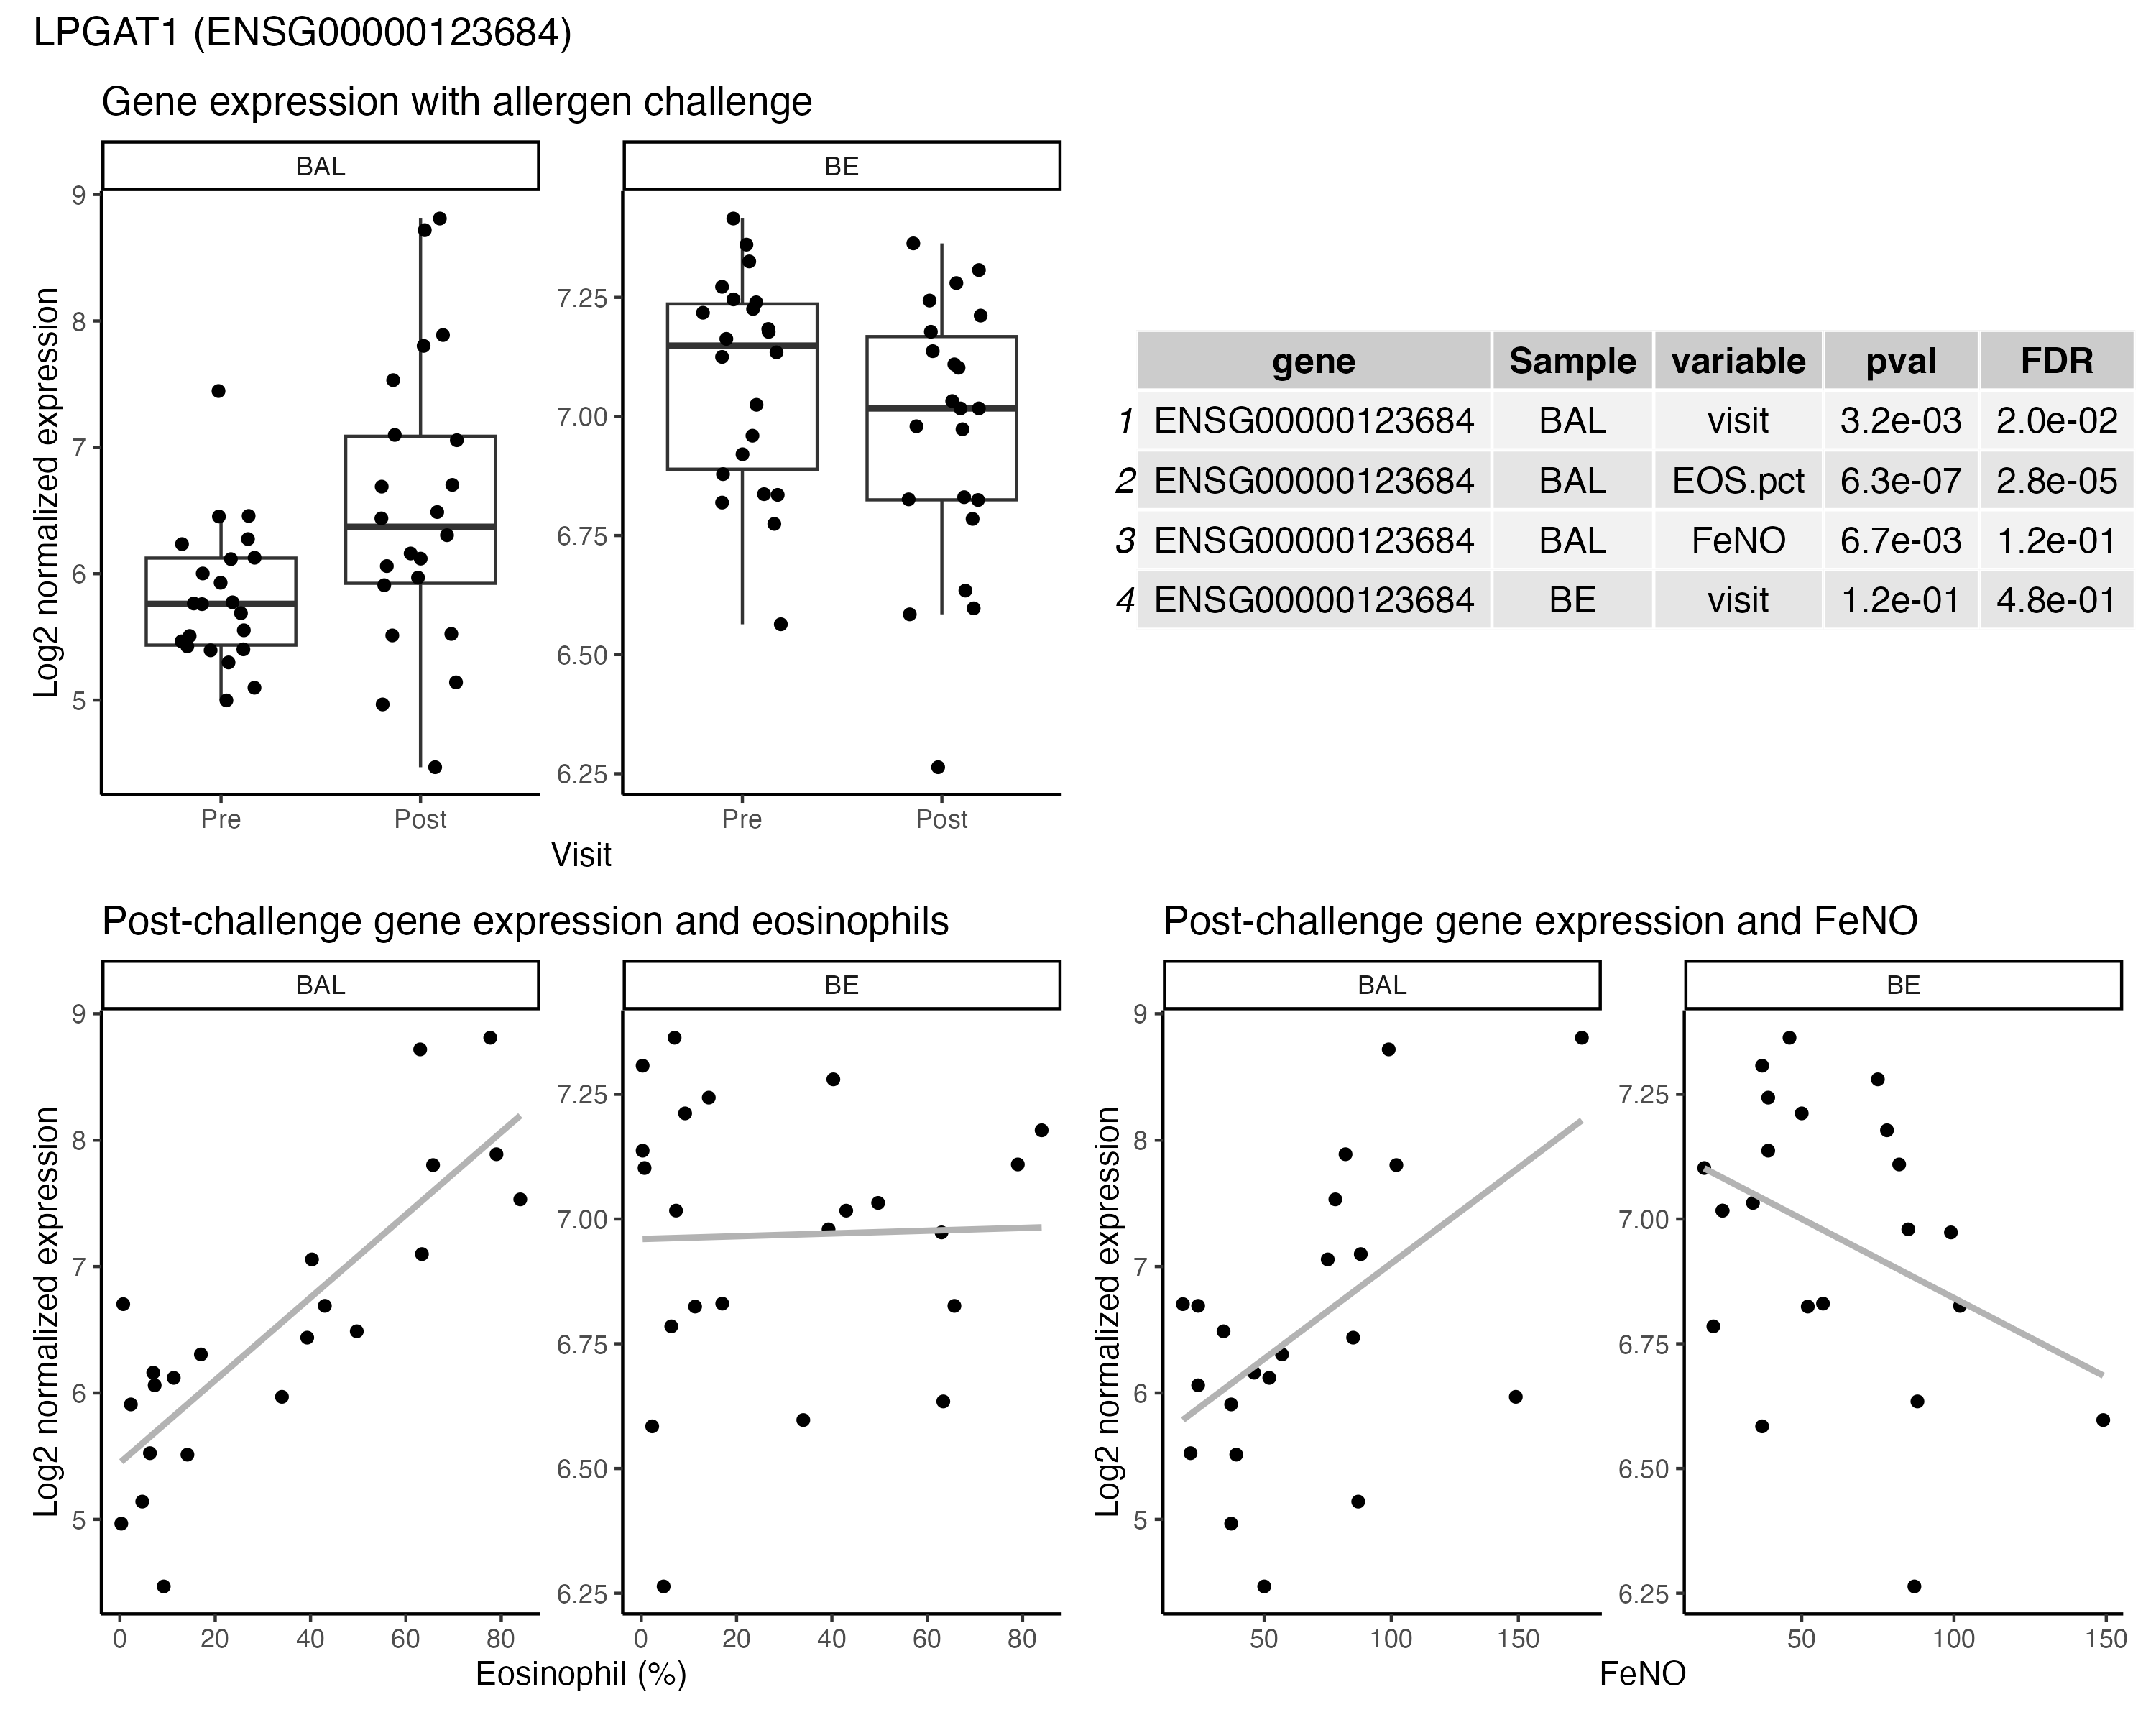 LPGAT1 (ENSG00000123684)
Gene expression with allergen challenge
BAL
BE
Log2 normalized expression
9
8
7
6
5
7.25
7.00
6.75
6.50
6.25
Pre
Post
Pre
Post
Visit
gene Sample variable pval FDR
1 ENSG00000123684 BAL visit 3.2e-03 2.0e-02
2 ENSG00000123684 BAL EOS.pct 6.3e-07 2.8e-05
3 ENSG00000123684 BAL FeNO 6.7e-03 1.2e-01
4 ENSG00000123684 BE visit 1.2e-01 4.8e-01
Post-challenge gene expression and eosinophils
BAL
BE
Log2 normalized expression
9
8
7
6
5
7.25
7.00
6.75
6.50
6.25
0 20 40 60 80
0 20 40 60 80
Eosinophil (%)
Post-challenge gene expression and FeNO
BAL
BE
Log2 normalized expression
9
8
7
6
5
7.25
7.00
6.75
6.50
6.25
50 100 150
50 100 150
FeNO